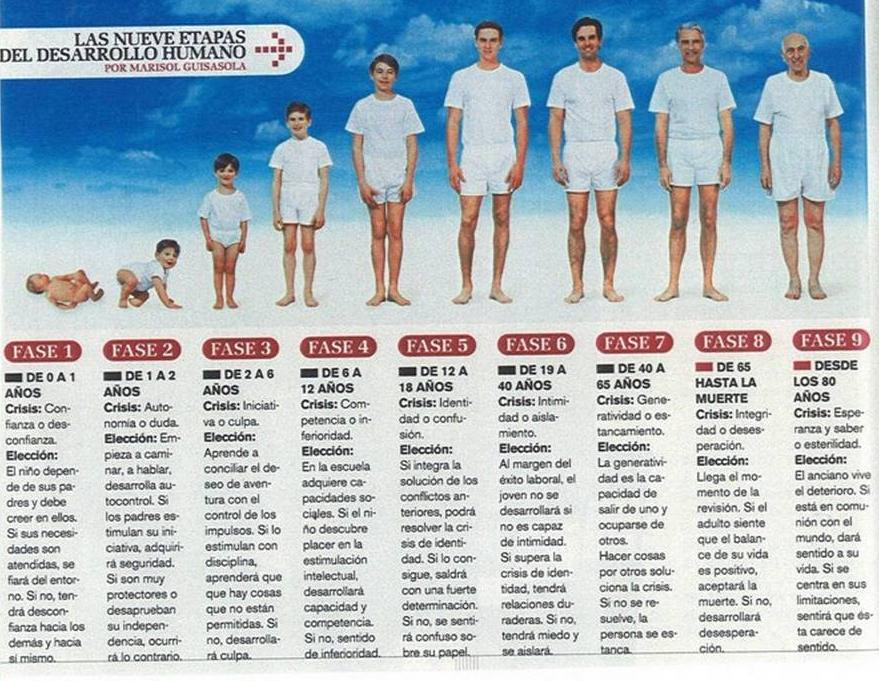 LAS NUEVE ETAPAS
DEL DESARROLLO HUMANO
POR MARISOL GUISASOLA
FASE 1
DE 0 A 1
AÑOS
Crisis: Con-
fianza o des-
confianza.
Elección:
El niño depen-
de de sus pa-
dres y debe
creer en ellos.
Si sus necesi-
dades son
atendidas, se
fiará del entor-
no. Si no, ten-
drá descon-
fianza hacia los
demás y hacia
sí mismo.
FASE 2
DE 1 A 2
AÑOS
Crisis: Auto-
nomía o duda.
Elección: Em-
pieza a cami-
nar, a hablar,
desarrolla au-
tocontrol. Si
los padres es-
timulan su ini-
ciativa, adquiri-
rá seguridad.
Si son muy
protectores o
desaprueban
su indepen-
dencia, ocurri-
rá lo contrario.
FASE 3
DE 2 A 6
AÑOS
Crisis: Iniciati-
va o culpa.
Elección:
Aprende a
conciliar el de-
seo de aven-
tura con el
control de los
impulsos. Si lo
estimulan con
disciplina,
aprenderá que
que hay cosas
que no están
permitidas. Si
no, desarrolla-
rá culpa.
FASE 4
DE 6 A
12 AÑOS
Crisis: Com-
petencia o in-
ferioridad.
Elección:
En la escuela
adquiere ca-
pacidades so-
ciales. Si el ni-
ño descubre
placer en la
estimulación
intelectual,
desarrollará
capacidad y
competencia.
Si no, sentido
de inferioridad.
FASE 5
DE 12 A
18 AÑOS
Crisis: Identi-
dad o confu-
sión.
Elección:
Si integra la
solución de los
conflictos an-
teriores, podrá
resolver la cri-
sis de identi-
dad. Si lo con-
sigue, saldrá
con una fuerte
determinación.
Si no, se senti-
rá confuso so-
bre su papel.
FASE 6
DE 19 A
40 AÑOS
Crisis: Intimi-
dad o aisla-
miento.
Elección:
Al margen del
éxito laboral, el
joven no se
desarrollará si
no es capaz
de intimidad.
Si supera la
crisis de iden-
tidad, tendrá
relaciones du-
raderas. Si no,
tendrá miedo y
se aislará.
FASE 7
DE 40 A
65 AÑOS
Crisis: Gene-
ratividad o es-
tancamiento.
Elección:
La generativi-
dad es la ca-
pacidad de
salir de uno y
ocuparse de
otros.
Hacer cosas
por otros solu-
ciona la crisis.
Si no se re-
suelve, la
persona se es-
tanca.
FASE 8
DE 65
HASTA LA
MUERTE
Crisis: Integri-
dad o deses-
peración.
Elección:
Llega el mo-
mento de la
revisión. Si el
adulto siente
que el balan-
ce de su vida
es positivo,
aceptará la
muerte. Si no,
desarrollará
desespera-
ción.
FASE 9
DESDE
LOS 80
AÑOS
Crisis: Espe-
ranza y saber
o esterilidad.
Elección:
El anciano vive
el deterioro. Si
está en comu-
nión con el
mundo, dará
sentido a su
vida. Si se
centra en sus
limitaciones,
sentirá que és-
ta carece de
sentido.